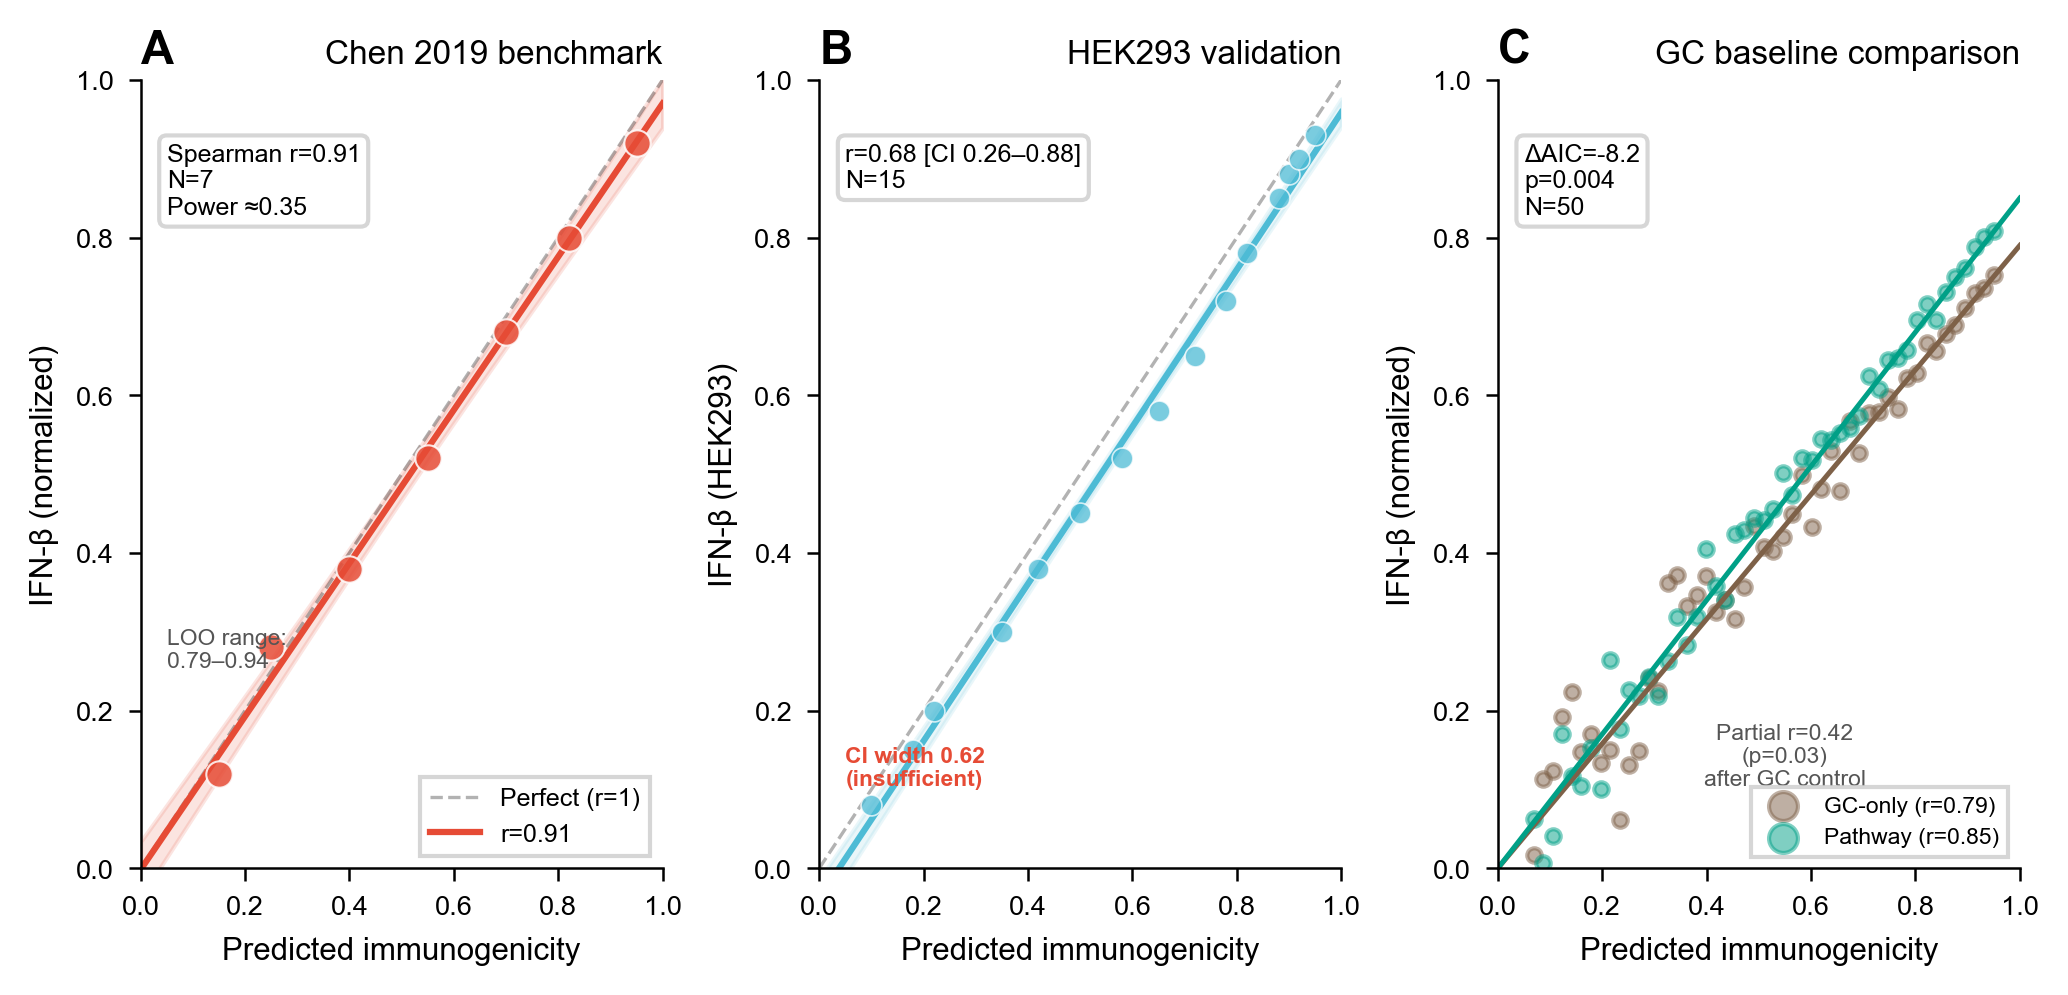 A
Chen 2019 benchmark
1.0
0.8
0.6
0.4
0.2
0.0
0.0
0.2
0.4
0.6
0.8
1.0
IFN-β (normalized)
Predicted immunogenicity
Spearman r=0.91
N=7
Power ≈0.35
LOO range:
0.79–0.94
Perfect (r=1)
r=0.91
B
HEK293 validation
1.0
0.8
0.6
0.4
0.2
0.0
0.0
0.2
0.4
0.6
0.8
1.0
IFN-β (HEK293)
Predicted immunogenicity
r=0.68 [CI 0.26–0.88]
N=15
CI width 0.62
(insufficient)
C
GC baseline comparison
1.0
0.8
0.6
0.4
0.2
0.0
0.0
0.2
0.4
0.6
0.8
1.0
IFN-β (normalized)
Predicted immunogenicity
ΔAIC=-8.2
p=0.004
N=50
Partial r=0.42
(p=0.03)
after GC control
GC-only (r=0.79)
Pathway (r=0.85)